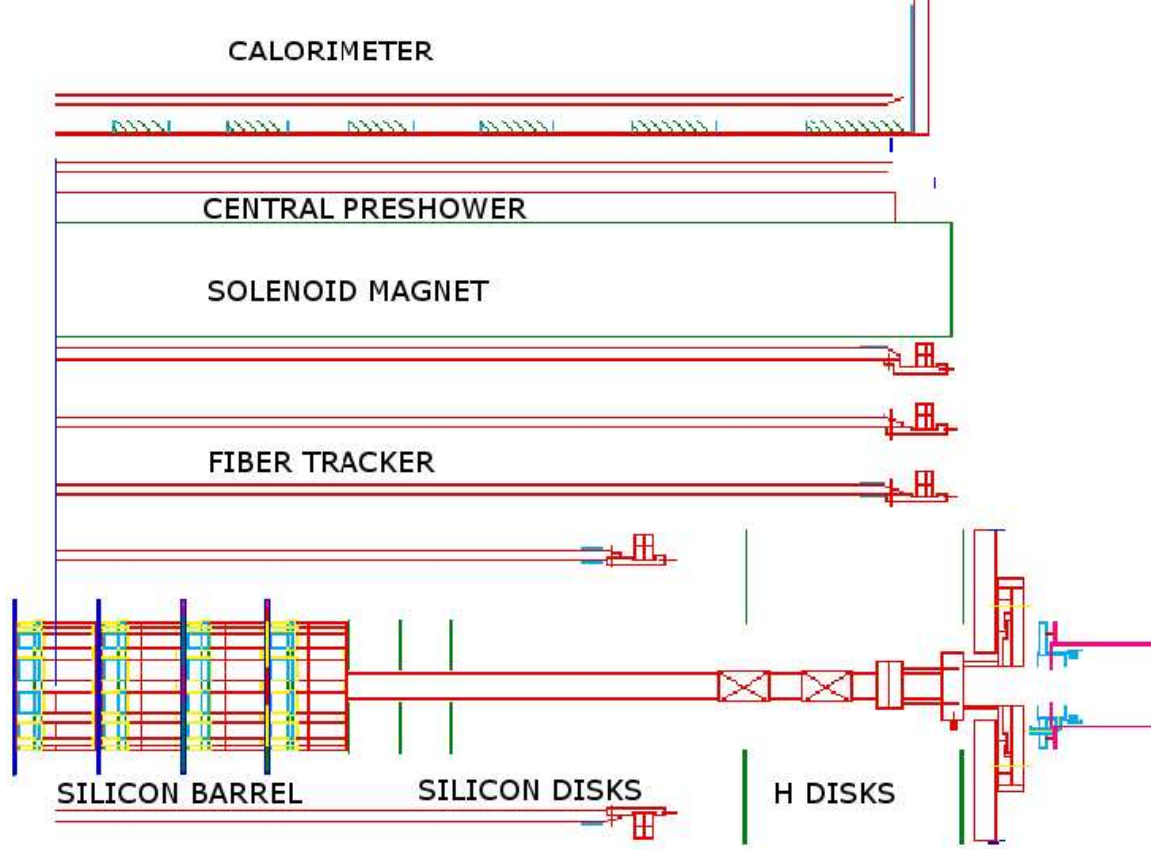 CALORIMETER
CENTRAL PRESHOWER
SOLENOID MAGNET
FIBER TRACKER
SILICON BARREL
SILICON DISKS
H DISKS